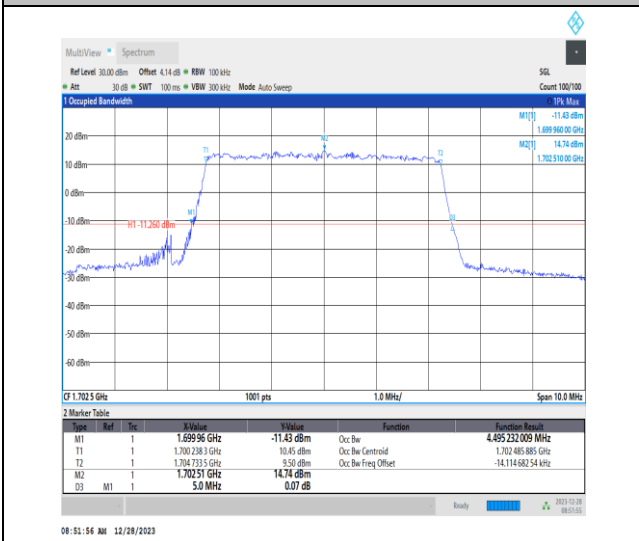 MultiView Spectrum
Ref Level 30.00 dBm Offset 4.14 dB RBW 100 kHz SGL
Att 30 dB SWT 100 ms VBW 300 kHz Mode Auto Sweep Count 100/100
1 Occupied Bandwidth 1Pk Max
M1[1] -11.43 dBm
1.699 960 00 GHz
20 dBm M2 M2[1] 14.74 dBm
T1 T2 1.702 510 00 GHz
10 dBm
0 dBm
M1 D3
-10 dBm
H1 -11.260 dBm
-20 dBm
-30 dBm
-40 dBm
-50 dBm
-60 dBm
CF 1.702 5 GHz 1001 pts 1.0 MHz/ Span 10.0 MHz
2 Marker Table
Type Ref Trc X-Value Y-Value Function Function Result
M1 1 1.699 96 GHz -11.43 dBm Occ Bw 4.495 232 009 MHz
T1 1 1.700 238 3 GHz 10.45 dBm Occ Bw Centroid 1.702 485 885 GHz
T2 1 1.704 733 5 GHz 9.50 dBm Occ Bw Freq Offset -14.114 682 54 kHz
M2 1 1.702 51 GHz 14.74 dBm
D3 M1 1 5.0 MHz 0.07 dB
Ready 2023-12-28
08:51:55
08:51:56 AM 12/28/2023